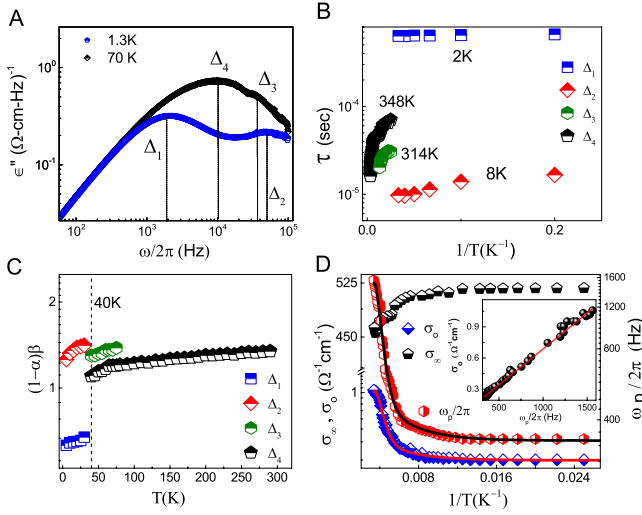 A
1.3K
70 K
Δ4
Δ3
Δ1
Δ2
ϵ" (Ω-cm-Hz)-1
10^0
10^-1
10^2
10^3
10^4
10^5
ω/2π (Hz)
B
2K
Δ1
Δ2
Δ3
Δ4
348K
314K
8K
τ (sec)
10^-4
10^-5
0.0
0.1
0.2
1/T(K-1)
C
40K
(1-α)β
2
1
Δ1
Δ2
Δ3
Δ4
0
50
100
150
200
250
300
T(K)
D
525
450
1
σ∞, σo (Ω-1cm-1)
σo
σ∞
ωp/2π
σo (Ω-1cm-1)
0.9
0.6
0.3
500
1000
1500
ωp/2π (Hz)
1600
1400
1200
1000
400
200
ωp/2π (Hz)
0.008
0.016
0.024
1/T(K-1)